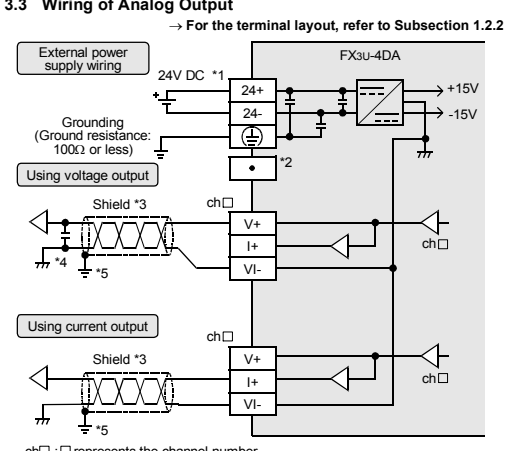 3.3 Wiring of Analog Output
→ For the terminal layout, refer to Subsection 1.2.2
External power
supply wiring
FX3U-4DA
24V DC *1
24+
+15V
24-
-15V
Grounding
(Ground resistance:
100Ω or less)
*2
Using voltage output
Shield *3
ch□
V+
I+
VI-
ch□
*4
*5
Using current output
ch□
Shield *3
V+
I+
VI-
ch□
*5
ch□ : □ represents the channel number